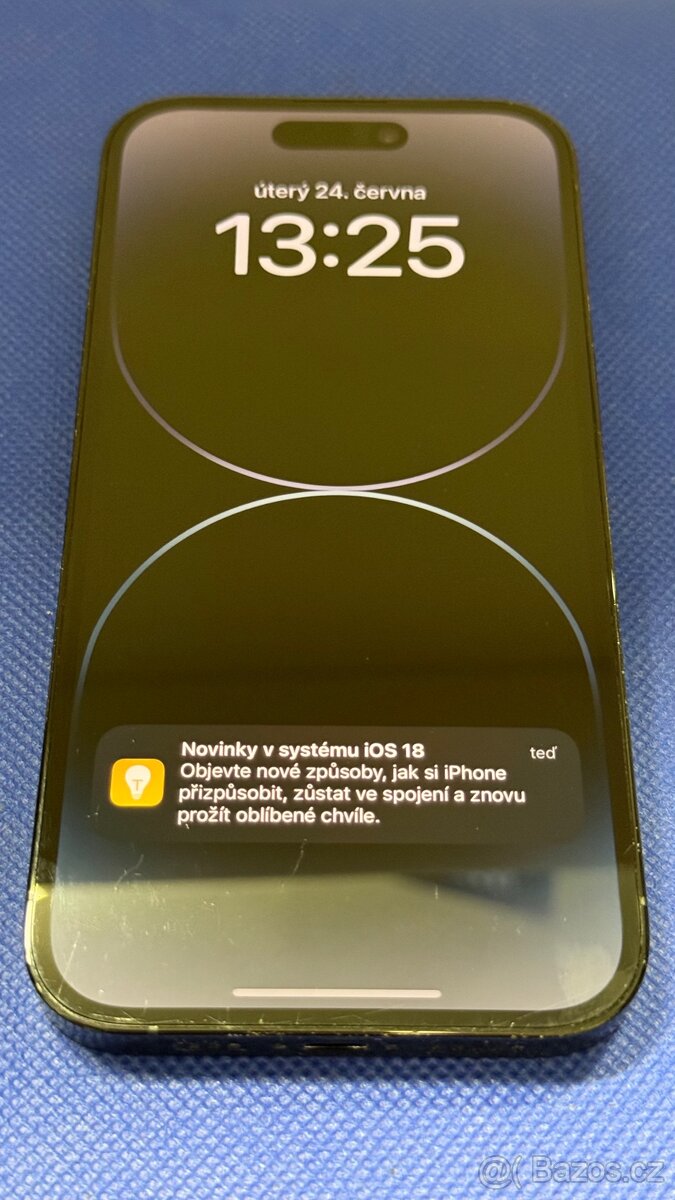 úterý 24. června
13:25
Novinky v systému iOS 18
teď
Objevte nové způsoby, jak si iPhone
přizpůsobit, zůstat ve spojení a znovu
prožít oblíbené chvíle.
@( Bazos.cz